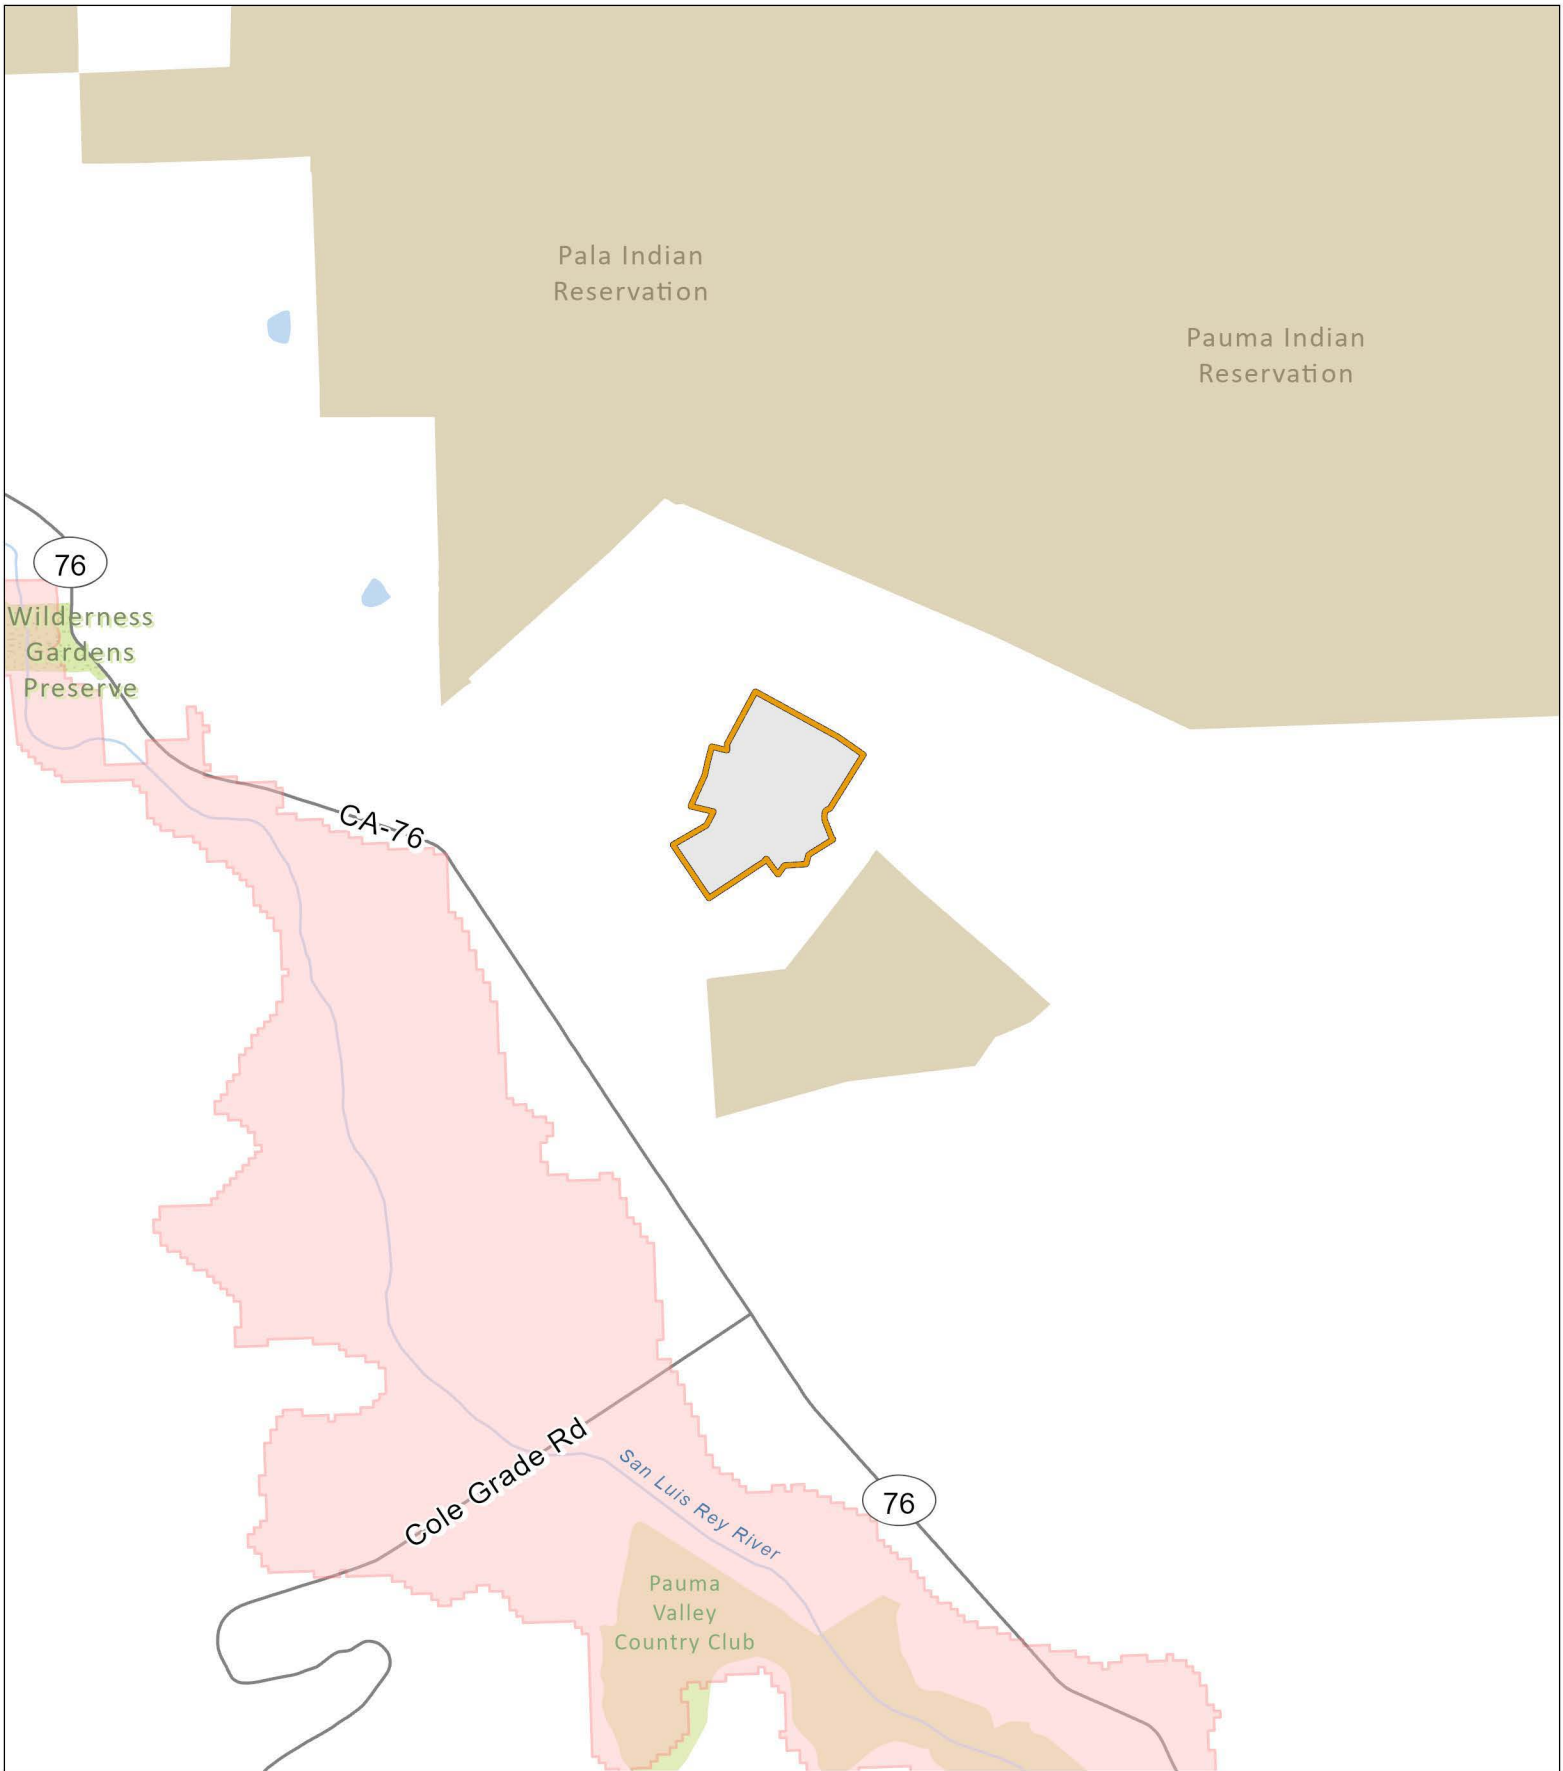 Pala Indian
Reservation
Pauma Indian
Reservation
76
Wilderness
Gardens
Preserve
CA-76
Cole Grade Rd
San Luis Rey River
76
Pauma
Valley
Country Club